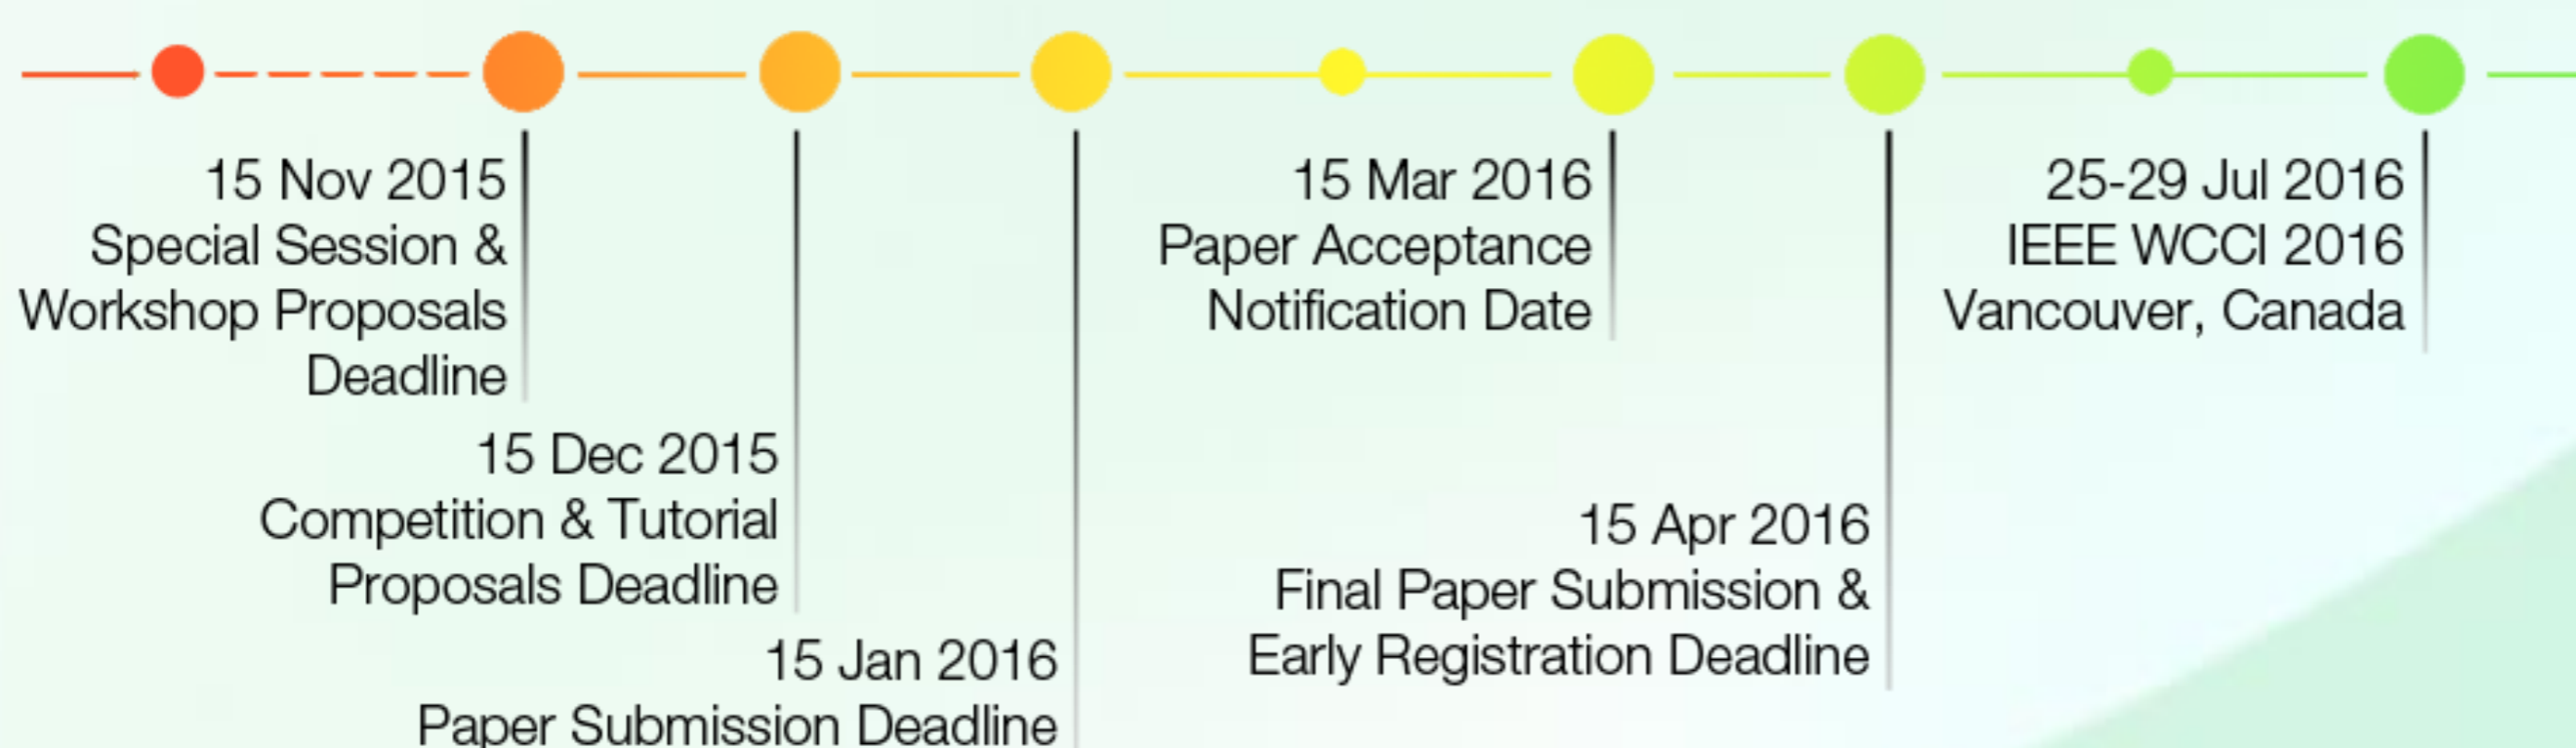 15 Nov 2015
Special Session &
Workshop Proposals
Deadline
15 Dec 2015
Competition & Tutorial
Proposals Deadline
15 Jan 2016
Paper Submission Deadline
15 Mar 2016
Paper Acceptance
Notification Date
15 Apr 2016
Final Paper Submission &
Early Registration Deadline
25-29 Jul 2016
IEEE WCCI 2016
Vancouver, Canada